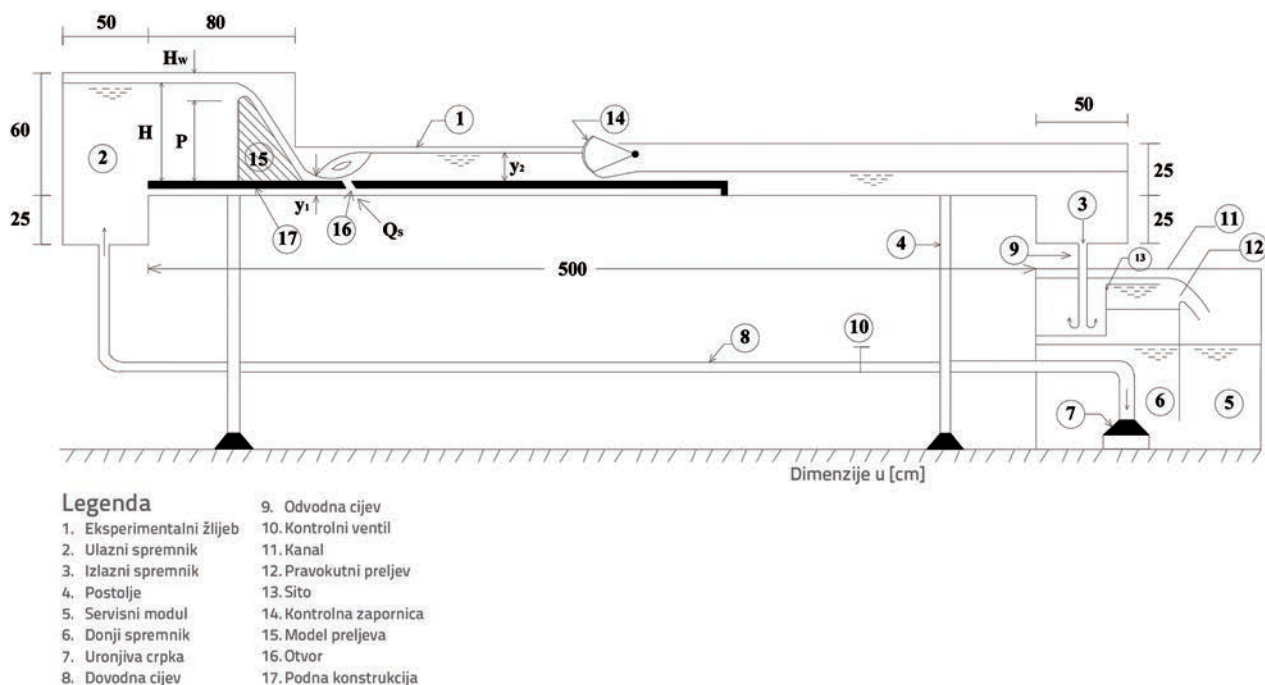 50 80
Hw
1 14 50
60 2 H P 15 y₂ 25
y₁ 16 Qs 3
25 17 4 25 11
9 13 12
500
10
8
7 6 5
Dimenzije u [cm]
Legenda
1. Eksperimentalni žlijeb
2. Ulazni spremnik
3. Izlazni spremnik
4. Postolje
5. Servisni modul
6. Donji spremnik
7. Uronjiva crpka
8. Dovodna cijev
9. Odvodna cijev
10. Kontrolni ventil
11. Kanal
12. Pravokutni preljev
13. Sito
14. Kontrolna zapornica
15. Model preljeva
16. Otvor
17. Podna konstrukcija